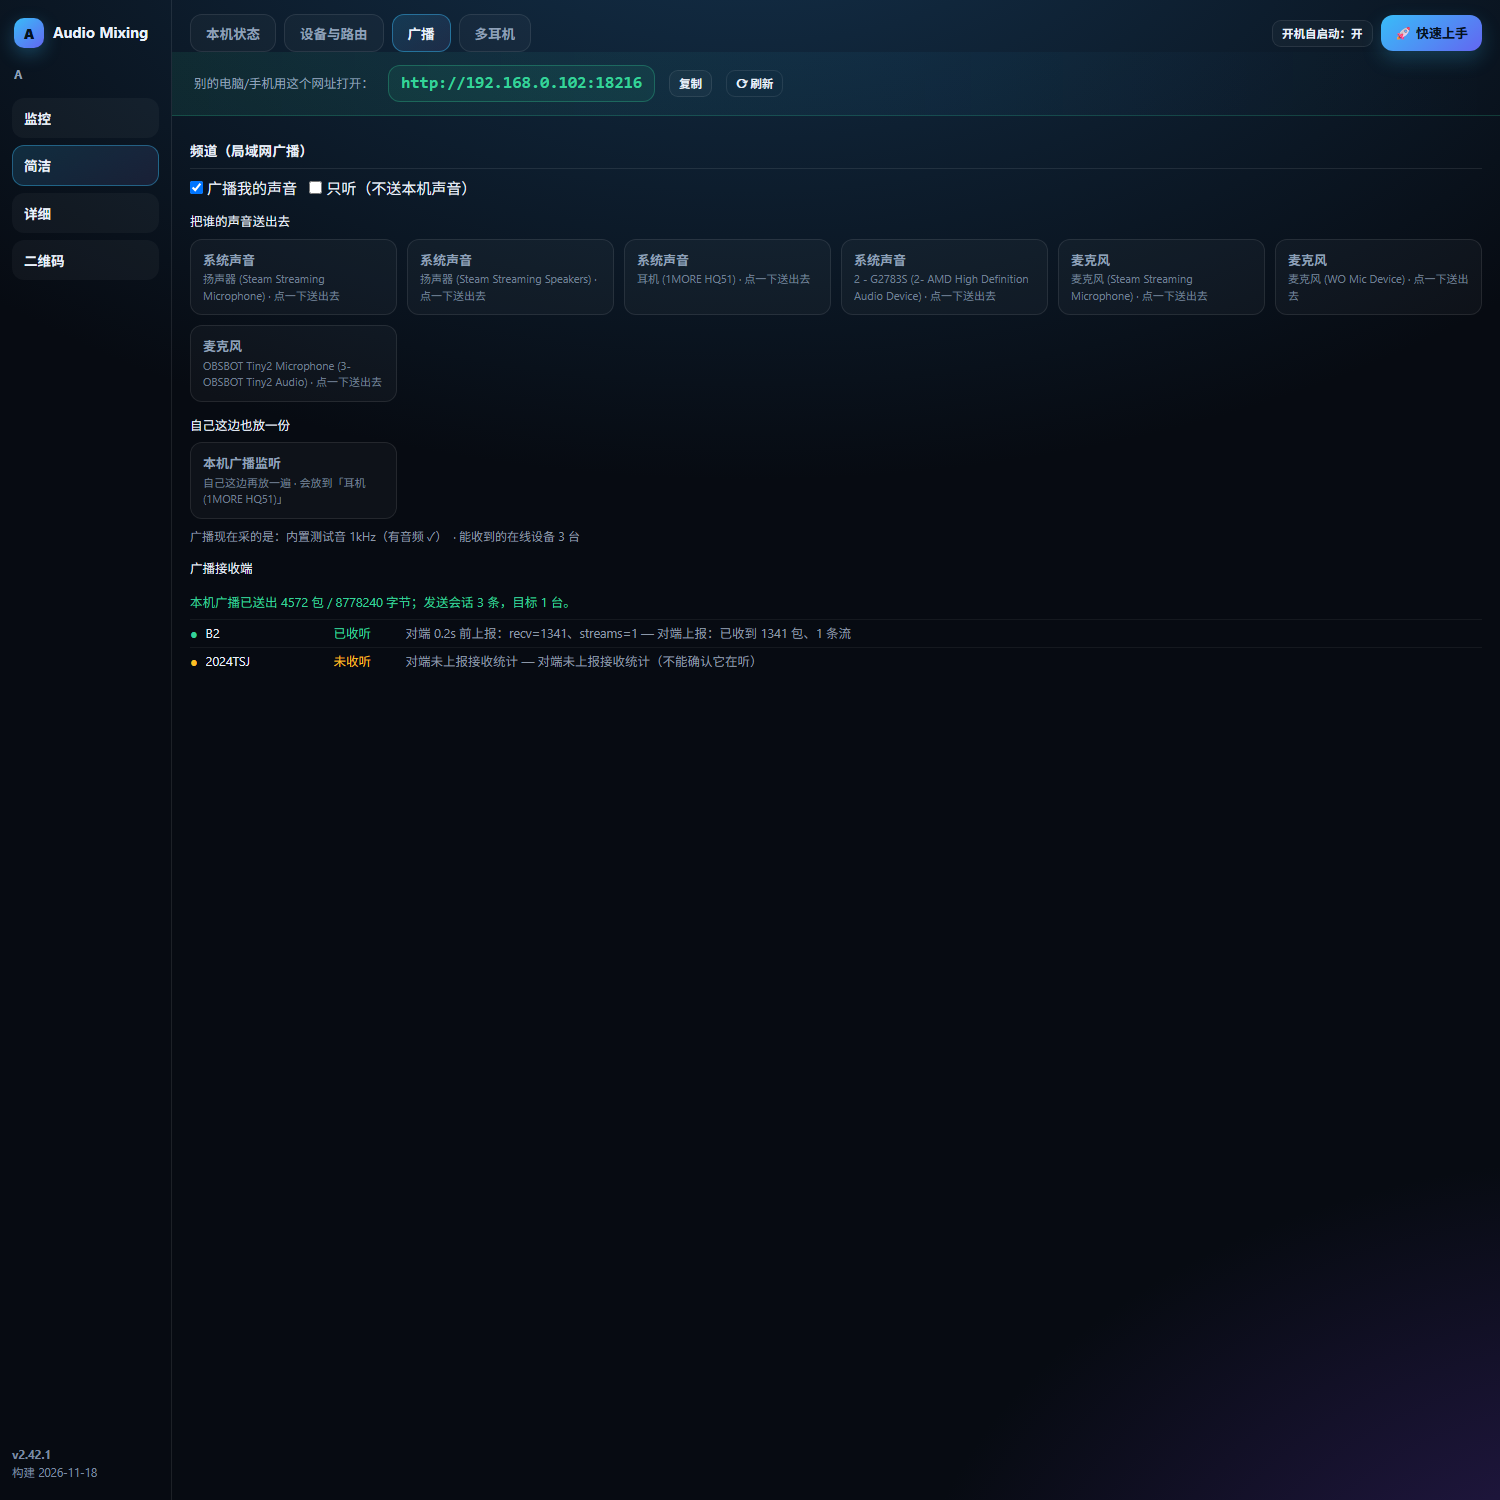 A Audio Mixing
A
监控
简洁
详细
二维码
本机状态 设备与路由 广播 多耳机
开机自启动：开 🚀 快速上手
别的电脑/手机用这个网址打开： http://192.168.0.102:18216 复制 ⟳ 刷新
频道（局域网广播）
广播我的声音 只听（不送本机声音）
把谁的声音送出去
系统声音
扬声器 (Steam Streaming
Microphone) · 点一下送出去
系统声音
扬声器 (Steam Streaming Speakers) ·
点一下送出去
系统声音
耳机 (1MORE HQ51) · 点一下送出去
系统声音
2 - G2783S (2- AMD High Definition
Audio Device) · 点一下送出去
麦克风
麦克风 (Steam Streaming
Microphone) · 点一下送出去
麦克风
麦克风 (WO Mic Device) · 点一下送出
去
麦克风
OBSBOT Tiny2 Microphone (3-
OBSBOT Tiny2 Audio) · 点一下送出去
自己这边也放一份
本机广播监听
自己这边再放一遍 · 会放到「耳机
(1MORE HQ51)」
广播现在采的是：内置测试音 1kHz（有音频 ✓） · 能收到的在线设备 3 台
广播接收端
本机广播已送出 4572 包 / 8778240 字节；发送会话 3 条，目标 1 台。
● B2 已收听 对端 0.2s 前上报：recv=1341、streams=1 — 对端上报：已收到 1341 包、1 条流
● 2024TSJ 未收听 对端未上报接收统计 — 对端未上报接收统计（不能确认它在听）
v2.42.1
构建 2026-11-18